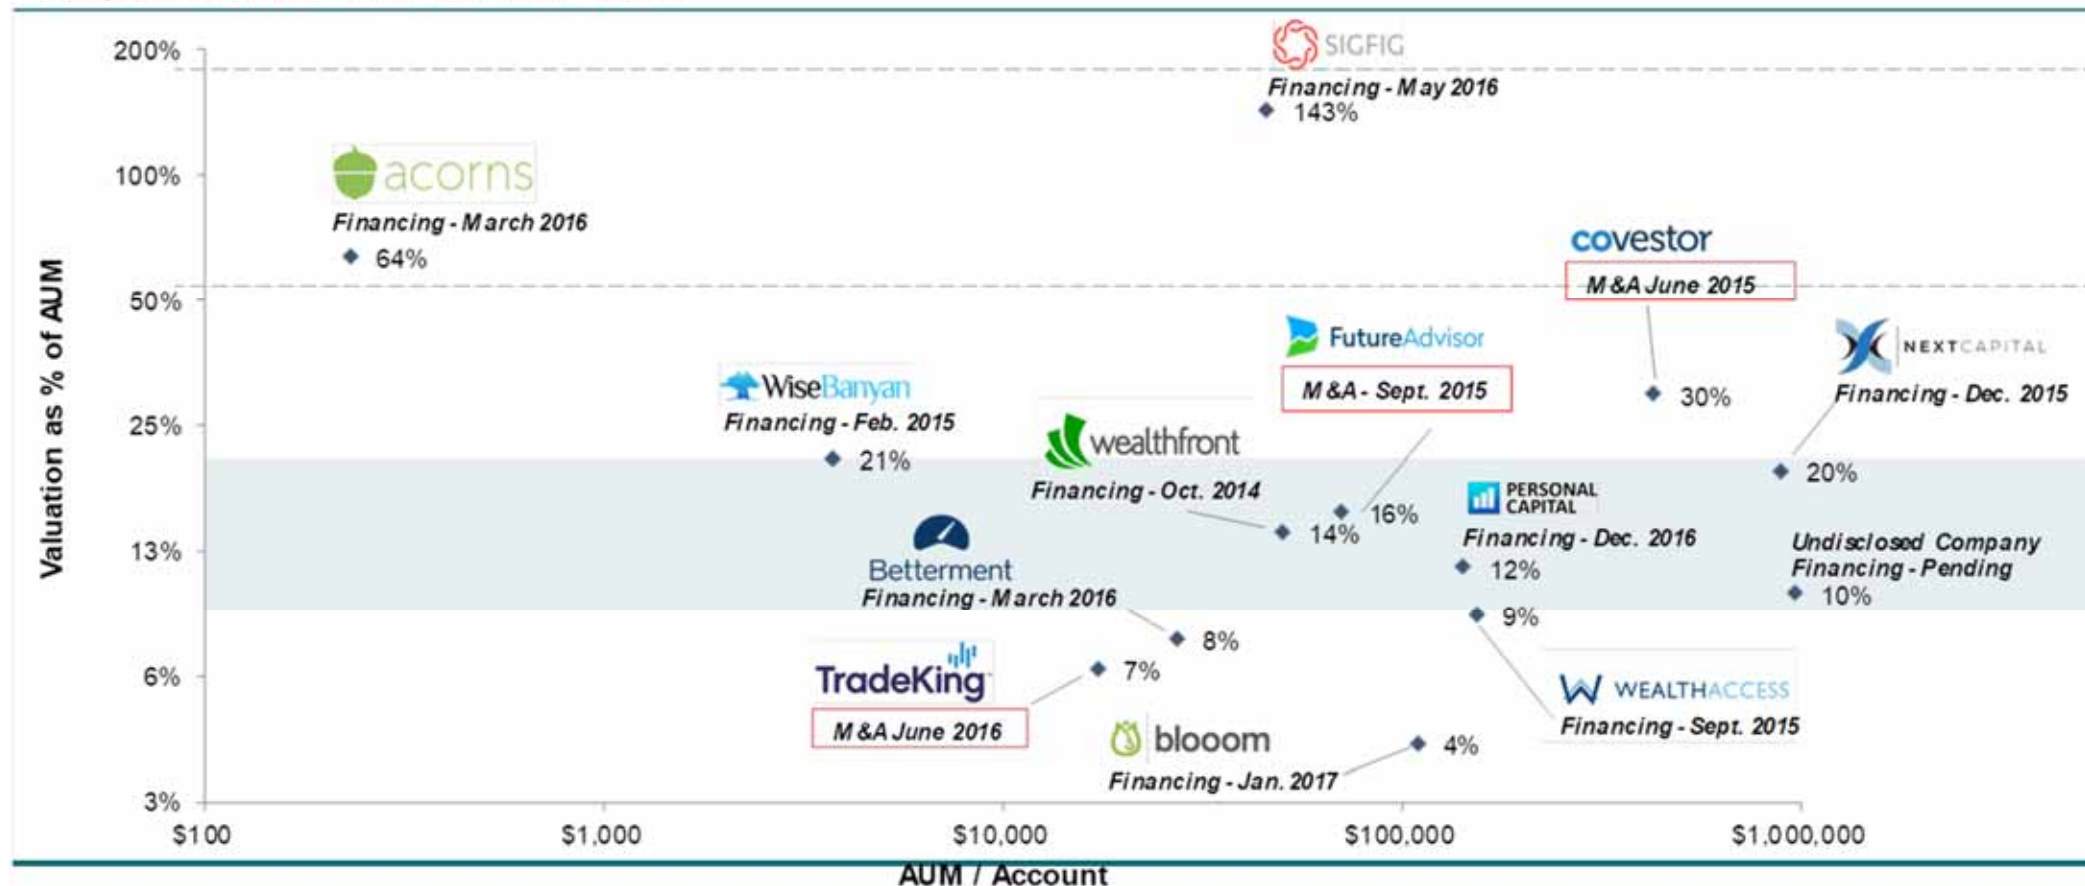 200%
100%
50%
25%
13%
6%
3%
Valuation as % of AUM
SIGFIG
Financing - May 2016
143%
acorns
Financing - March 2016
64%
covestor
M&A June 2015
30%
FutureAdvisor
M&A - Sept. 2015
16%
NEXTCAPITAL
Financing - Dec. 2015
20%
WiseBanyan
Financing - Feb. 2015
21%
wealthfront
Financing - Oct. 2014
14%
PERSONAL
CAPITAL
Financing - Dec. 2016
12%
Undisclosed Company
Financing - Pending
10%
Betterment
Financing - March 2016
8%
9%
WEALTHACCESS
Financing - Sept. 2015
TradeKing
M&A June 2016
7%
blooom
Financing - Jan. 2017
4%
$100
$1,000
$10,000
$100,000
$1,000,000
AUM / Account